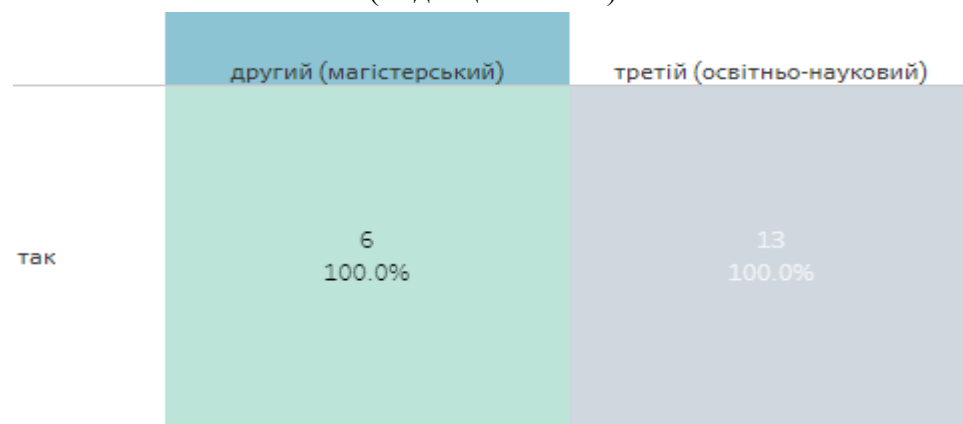 другий (магістерський) третій (освітньо-науковий)
так
6 13
100.0% 100.0%